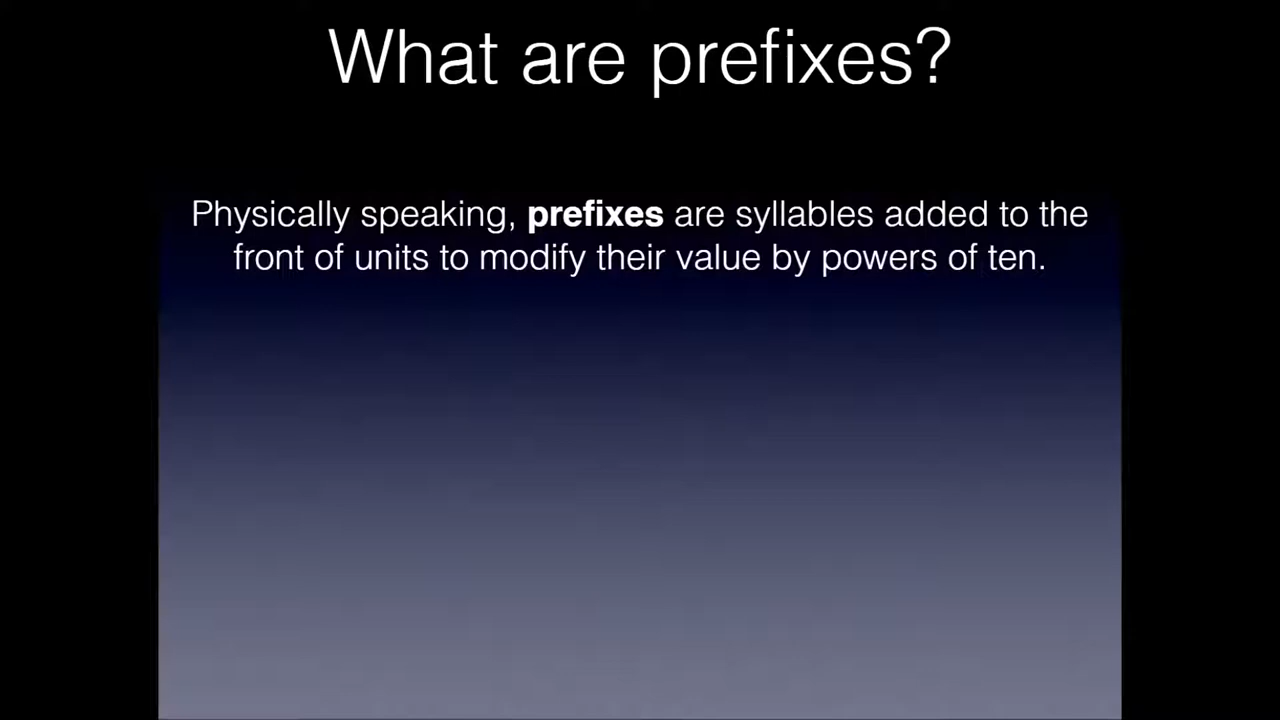 What are prefixes?
Physically speaking, prefixes are syllables added to the
front of units to modify their value by powers of ten.